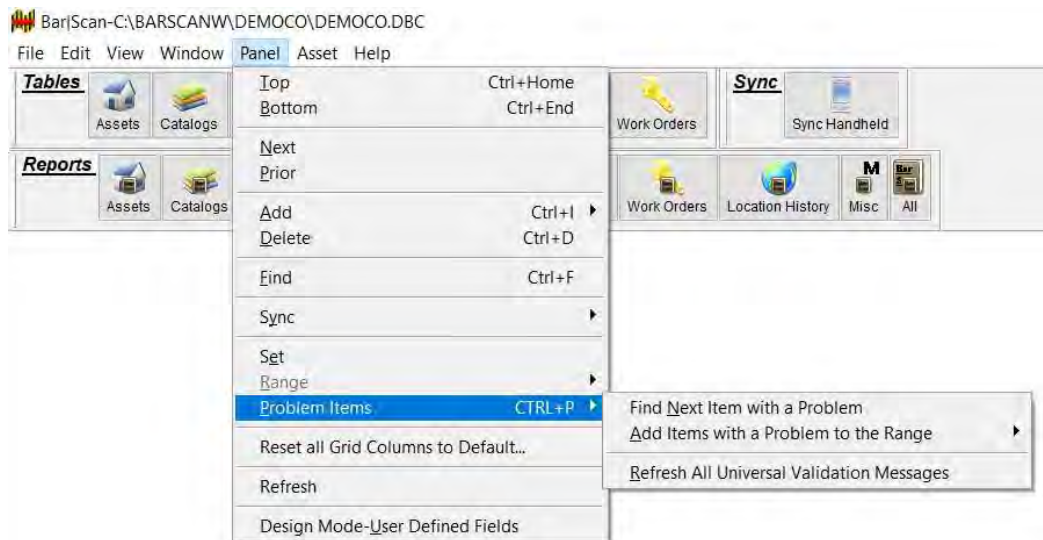 Bar|Scan-C:\BARSCANW\DEMOCO\DEMOCO.DBC
File Edit View Window Panel Asset Help
Tables
Assets Catalogs
Work Orders
Sync
Sync Handheld
Reports
Assets Catalogs
Work Orders Location History
M
Misc
Bar
All
Top Ctrl+Home
Bottom Ctrl+End
Next
Prior
Add Ctrl+I
Delete Ctrl+D
Find Ctrl+F
Sync
Set
Range
Problem Items CTRL+P
Find Next Item with a Problem
Add Items with a Problem to the Range
Refresh All Universal Validation Messages
Reset all Grid Columns to Default...
Refresh
Design Mode-User Defined Fields